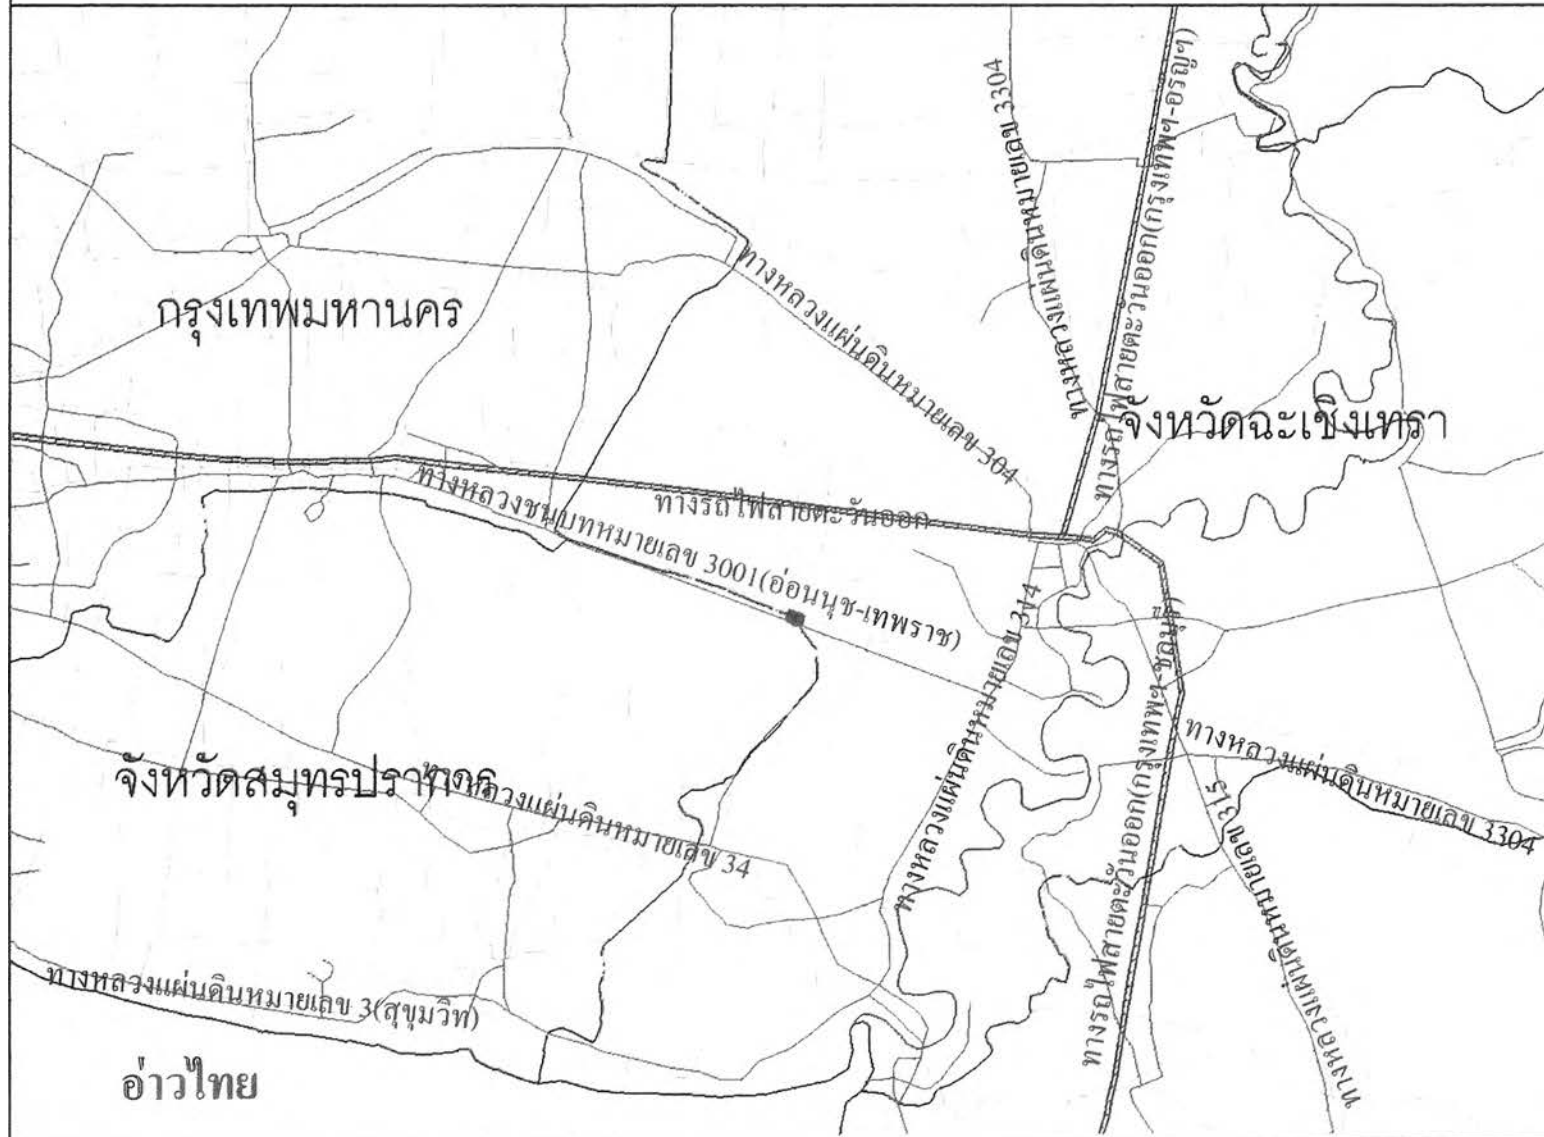 ทางหลวงแผ่นดินหมายเลข 3304
ทางรถไฟสายตะวันออก(กรุงเทพฯ-อรัญฯ)
ทางหลวงแผ่นดินหมายเลข 304
กรุงเทพมหานคร
จังหวัดฉะเชิงเทรา
ทางรถไฟสายตะวันออก
ทางหลวงชนบทหมายเลข 3001(อ่อนนุช-เทพราช)
ทางหลวงแผ่นดินหมายเลข 314
ทางรถไฟสายตะวันออก(กรุงเทพฯ-ชลบุรี)
ทางหลวงแผ่นดินหมายเลข 3304
ทางหลวงแผ่นดินหมายเลข 315
จังหวัดสมุทรปราการ
ทางหลวงแผ่นดินหมายเลข 34
ทางหลวงแผ่นดินหมายเลข 3(สุขุมวิท)
อ่าวไทย